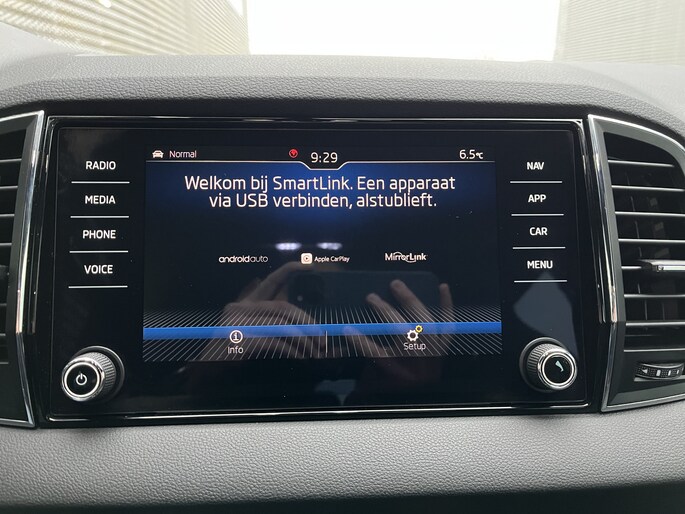 Normal
9:29
6.5°C
RADIO
MEDIA
PHONE
VOICE
Welkom bij SmartLink. Een apparaat
via USB verbinden, alstublieft.
androidauto
Apple CarPlay
MirrorLink
Info
Setup
NAV
APP
CAR
MENU